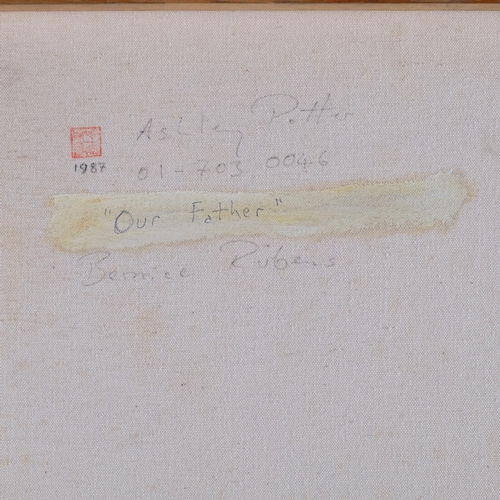 Ashley Potter
1987
01-703 0046
"Our Father"
Bernice Rubens